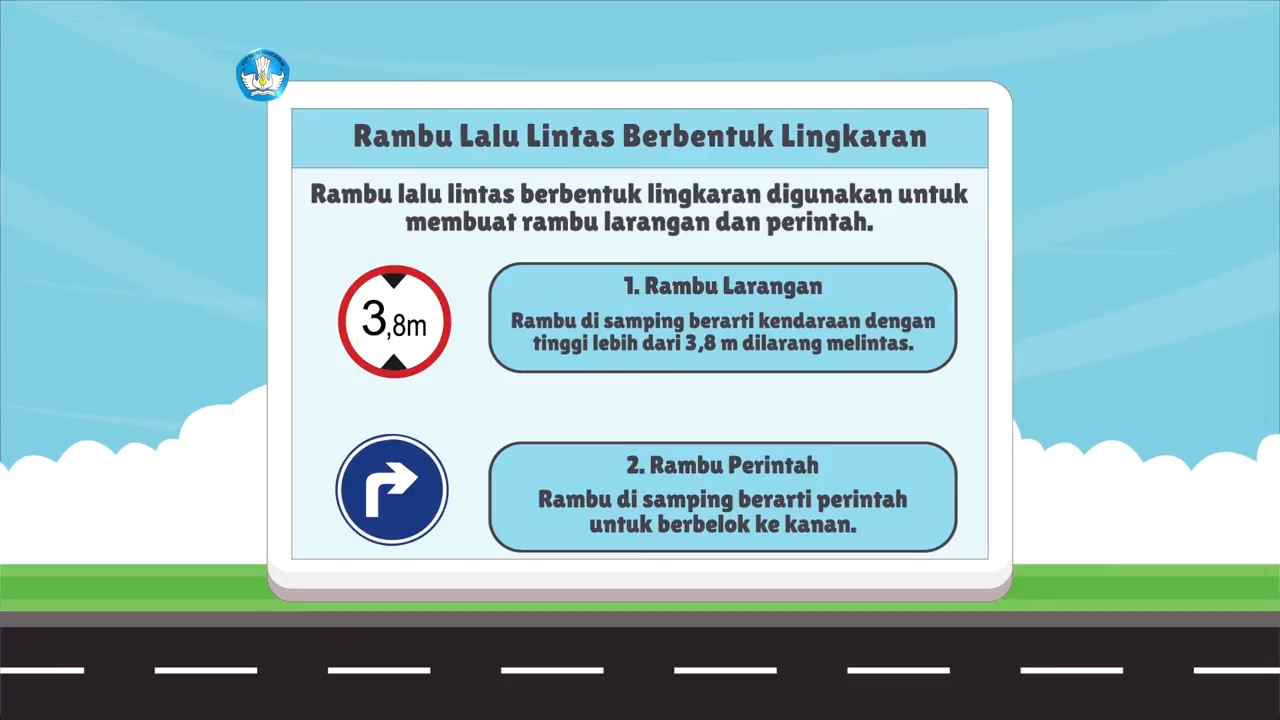 Rambu Lalu Lintas Berbentuk Lingkaran
Rambu lalu lintas berbentuk lingkaran digunakan untuk
membuat rambu larangan dan perintah.
3,8m
1. Rambu Larangan
Rambu di samping berarti kendaraan dengan
tinggi lebih dari 3,8 m dilarang melintas.
2. Rambu Perintah
Rambu di samping berarti perintah
untuk berbelok ke kanan.